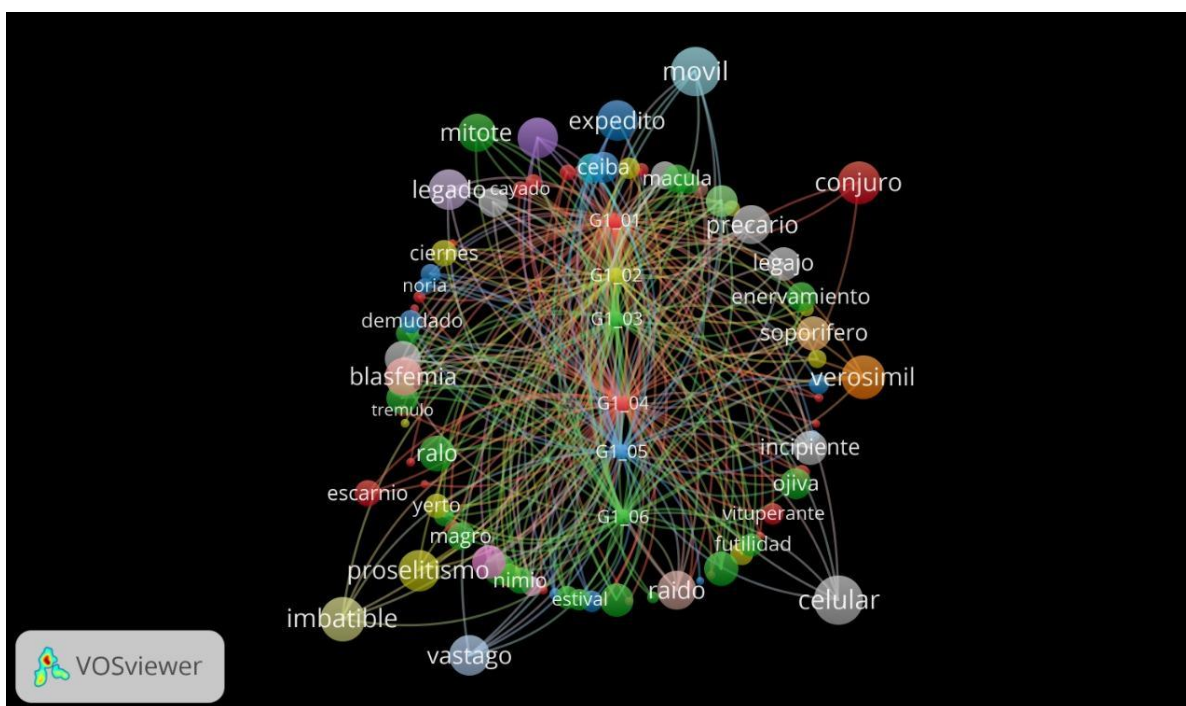 movil
expedito
mitote
ceiba
macula
conjuro
legado
cayado
G1_01
precario
ciernes
G1_02
legajo
noria
enervamiento
demudado
G1_03
soporifero
blasfemia
verosimil
tremulo
G1_04
ralo
G1_05
incipiente
escarnio
ojiva
yerto
G1_06
vituperante
magro
futilidad
proselitismo
nimio
estival
raido
celular
imbatible
vastago
VOSviewer